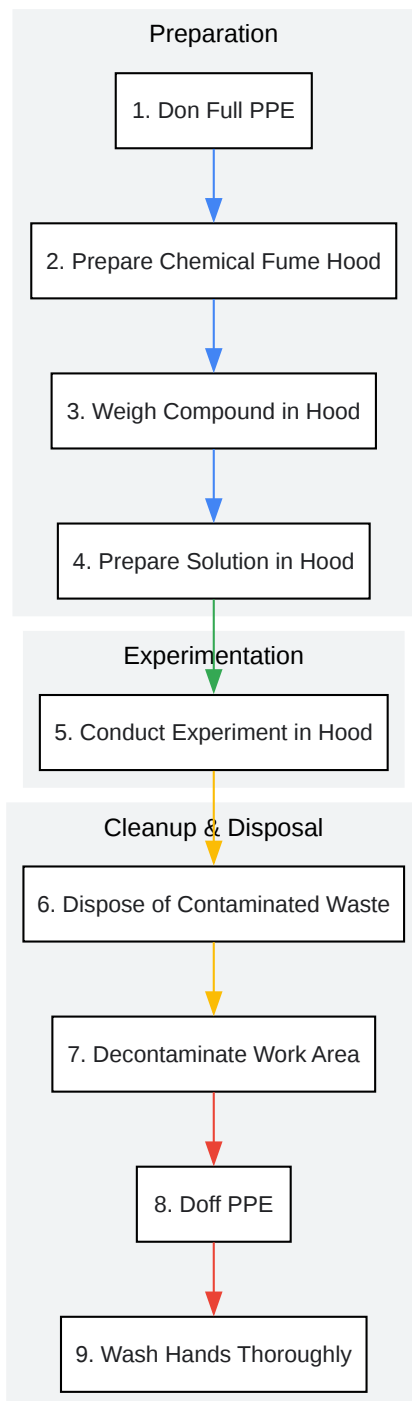 Preparation
1. Don Full PPE
2. Prepare Chemical Fume Hood
3. Weigh Compound in Hood
4. Prepare Solution in Hood
Experimentation
5. Conduct Experiment in Hood
Cleanup & Disposal
6. Dispose of Contaminated Waste
7. Decontaminate Work Area
8. Doff PPE
9. Wash Hands Thoroughly